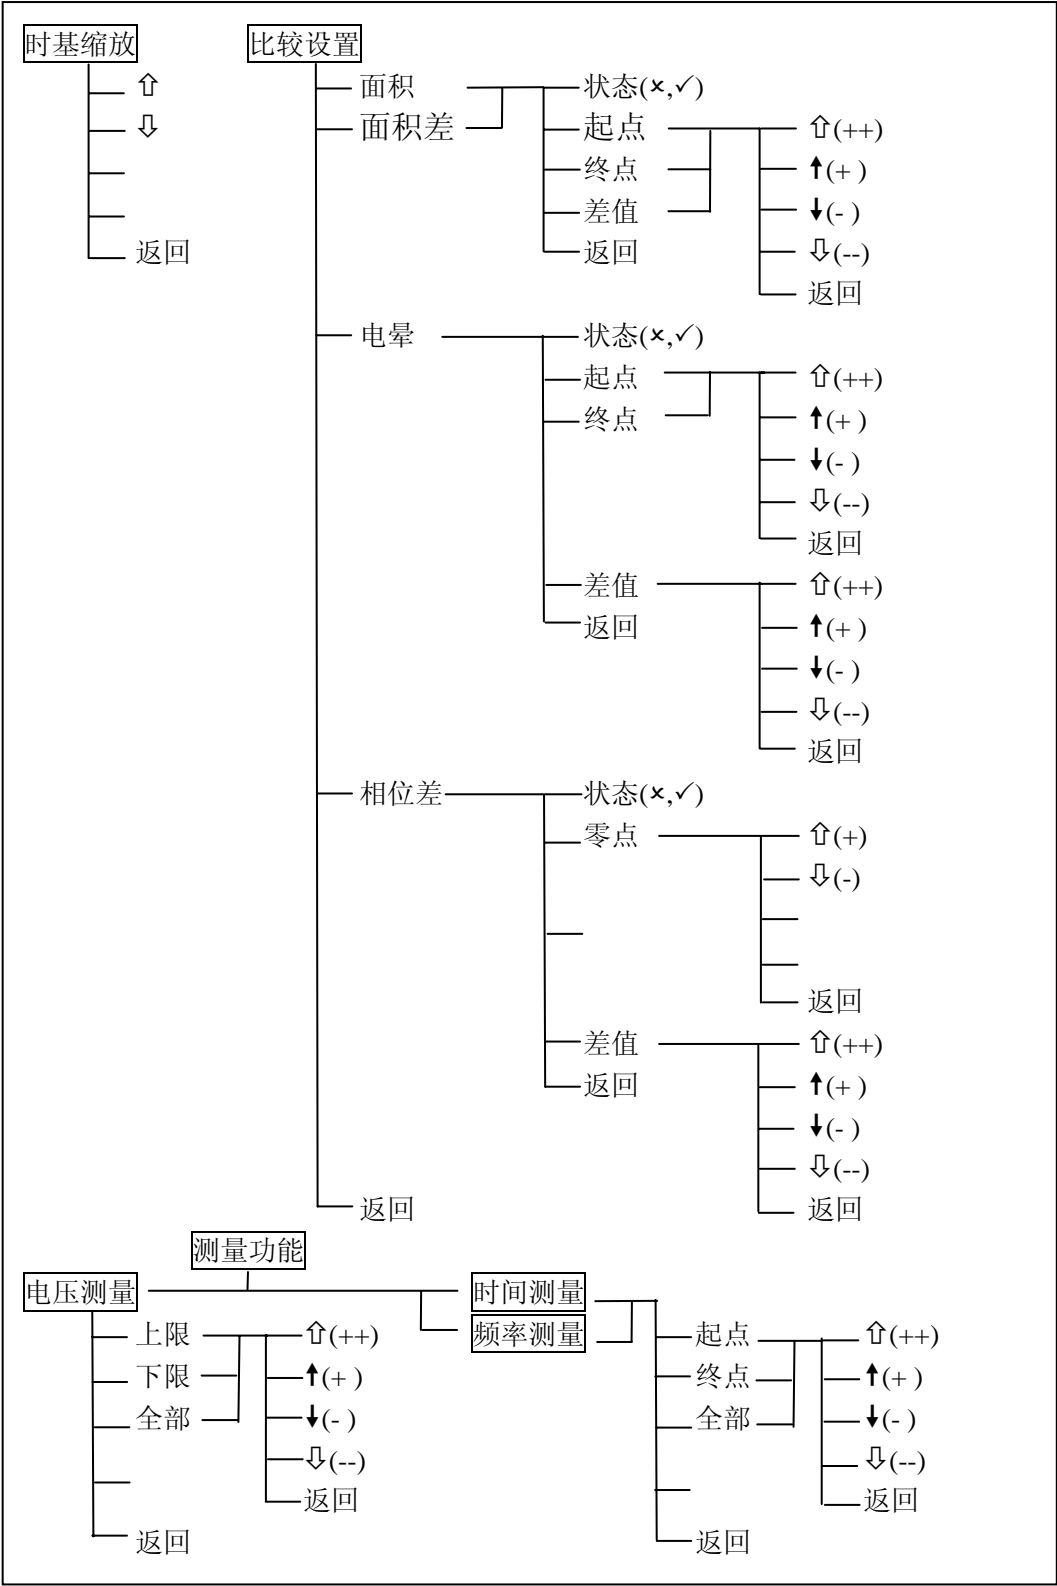 时基缩放 比较设置
⇧ 面积 状态(×,✓)
⇩ 面积差 起点 ⇧(++)
终点 ⬆(+ )
差值 ⬇(- )
返回 返回 ⇩(--)
返回
电晕 状态(×,✓)
起点 ⇧(++)
终点 ⬆(+ )
⬇(- )
⇩(--)
返回
差值 ⇧(++)
返回 ⬆(+ )
⬇(- )
⇩(--)
返回
相位差 状态(×,✓)
零点 ⇧(+)
⇩(-)
返回
差值 ⇧(++)
返回 ⬆(+ )
⬇(- )
⇩(--)
返回 返回
测量功能
电压测量 时间测量
频率测量
上限 ⇧(++) 起点 ⇧(++)
下限 ⬆(+ ) 终点 ⬆(+ )
全部 ⬇(- ) 全部 ⬇(- )
⇩(--) ⇩(--)
返回 返回
返回 返回